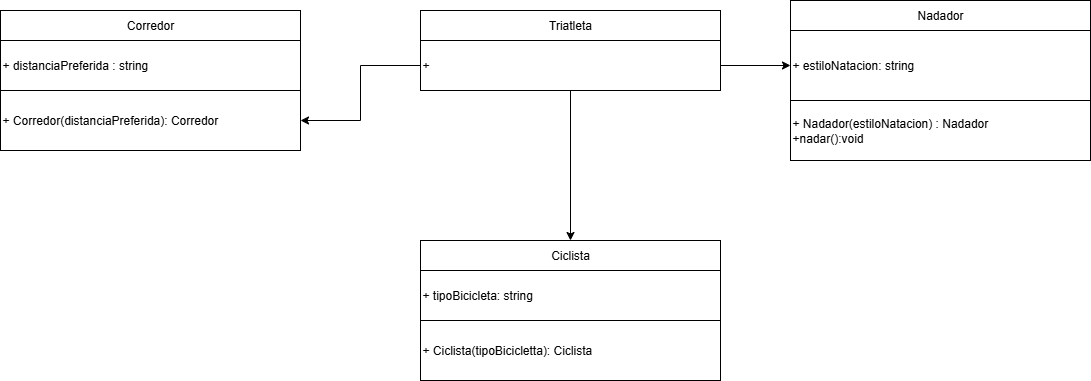 Corredor
+ distanciaPreferida : string
+ Corredor(distanciaPreferida): Corredor
Triatleta
+
Nadador
+ estiloNatacion: string
+ Nadador(estiloNatacion) : Nadador
+nadar():void
Ciclista
+ tipoBicicleta: string
+ Ciclista(tipoBicicletta): Ciclista